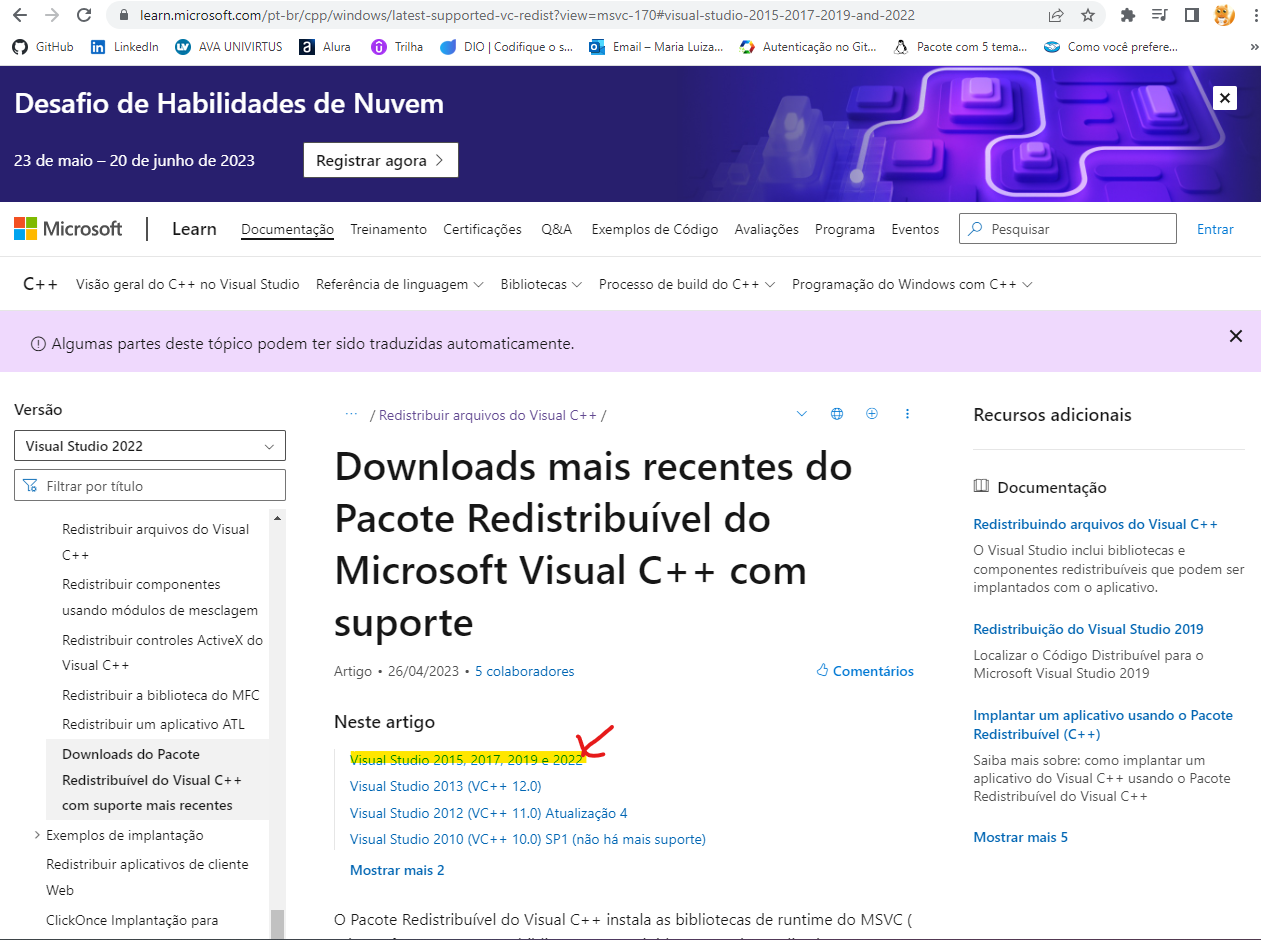 learn.microsoft.com/pt-br/cpp/windows/latest-supported-vc-redist?view=msvc-170#visual-studio-2015-2017-2019-and-2022
GitHub LinkedIn AVA UNIVIRTUS Alura Trilha DIO | Codifique o s... Email – Maria Luiza... Autenticação no Git... Pacote com 5 tema... Como você prefere... »
Desafio de Habilidades de Nuvem
23 de maio – 20 de junho de 2023
Registrar agora
Microsoft Learn Documentação Treinamento Certificações Q&A Exemplos de Código Avaliações Programa Eventos Pesquisar Entrar
C++ Visão geral do C++ no Visual Studio Referência de linguagem Bibliotecas Processo de build do C++ Programação do Windows com C++
Algumas partes deste tópico podem ter sido traduzidas automaticamente.
Versão
Visual Studio 2022
Filtrar por título
Redistribuir arquivos do Visual
C++
Redistribuir componentes
usando módulos de mesclagem
Redistribuir controles ActiveX do
Visual C++
Redistribuir a biblioteca do MFC
Redistribuir um aplicativo ATL
Downloads do Pacote
Redistribuível do Visual C++
com suporte mais recentes
Exemplos de implantação
Redistribuir aplicativos de cliente
Web
ClickOnce Implantação para
··· / Redistribuir arquivos do Visual C++ /
Downloads mais recentes do
Pacote Redistribuível do
Microsoft Visual C++ com
suporte
Artigo • 26/04/2023 • 5 colaboradores
Comentários
Neste artigo
Visual Studio 2015, 2017, 2019 e 2022
Visual Studio 2013 (VC++ 12.0)
Visual Studio 2012 (VC++ 11.0) Atualização 4
Visual Studio 2010 (VC++ 10.0) SP1 (não há mais suporte)
Mostrar mais 2
O Pacote Redistribuível do Visual C++ instala as bibliotecas de runtime do MSVC (
Recursos adicionais
Documentação
Redistribuindo arquivos do Visual C++
O Visual Studio inclui bibliotecas e
componentes redistribuíveis que podem ser
implantados com o aplicativo.
Redistribuição do Visual Studio 2019
Localizar o Código Distribuível para o
Microsoft Visual Studio 2019
Implantar um aplicativo usando o Pacote
Redistribuível (C++)
Saiba mais sobre: como implantar um
aplicativo do Visual C++ usando o Pacote
Redistribuível do Visual C++
Mostrar mais 5